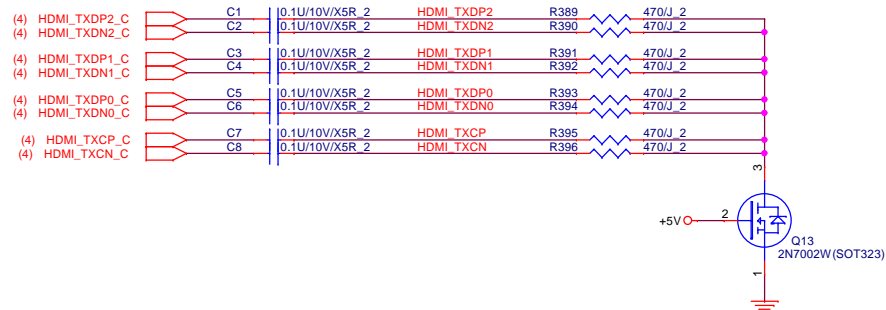 (4) HDMI_TXDP2_C C1 0.1U/10V/X5R_2 HDMI_TXDP2 R389 470/J_2
(4) HDMI_TXDN2_C C2 0.1U/10V/X5R_2 HDMI_TXDN2 R390 470/J_2
(4) HDMI_TXDP1_C C3 0.1U/10V/X5R_2 HDMI_TXDP1 R391 470/J_2
(4) HDMI_TXDN1_C C4 0.1U/10V/X5R_2 HDMI_TXDN1 R392 470/J_2
(4) HDMI_TXDP0_C C5 0.1U/10V/X5R_2 HDMI_TXDP0 R393 470/J_2
(4) HDMI_TXDN0_C C6 0.1U/10V/X5R_2 HDMI_TXDN0 R394 470/J_2
(4) HDMI_TXCP_C C7 0.1U/10V/X5R_2 HDMI_TXCP R395 470/J_2
(4) HDMI_TXCN_C C8 0.1U/10V/X5R_2 HDMI_TXCN R396 470/J_2
3
+5V 2
Q13
2N7002W(SOT323)
1